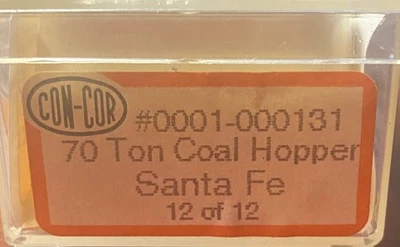 CON-COR
#0001-000131
70 Ton Coal Hopper
Santa Fe
12 of 12